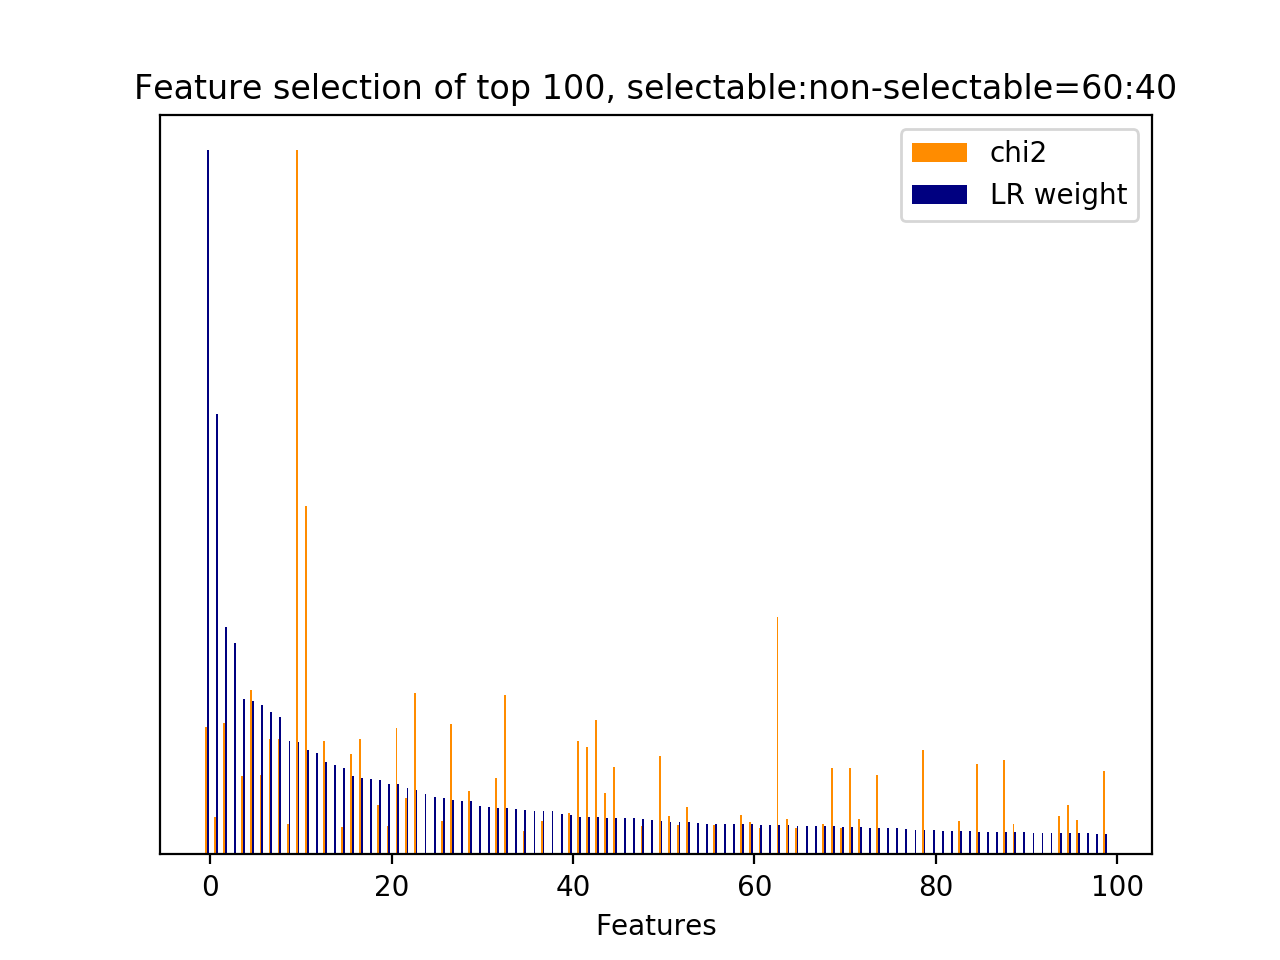 Feature selection of top 100, selectable:non-selectable=60:40
chi2
LR weight
0 20 40 60 80 100
Features